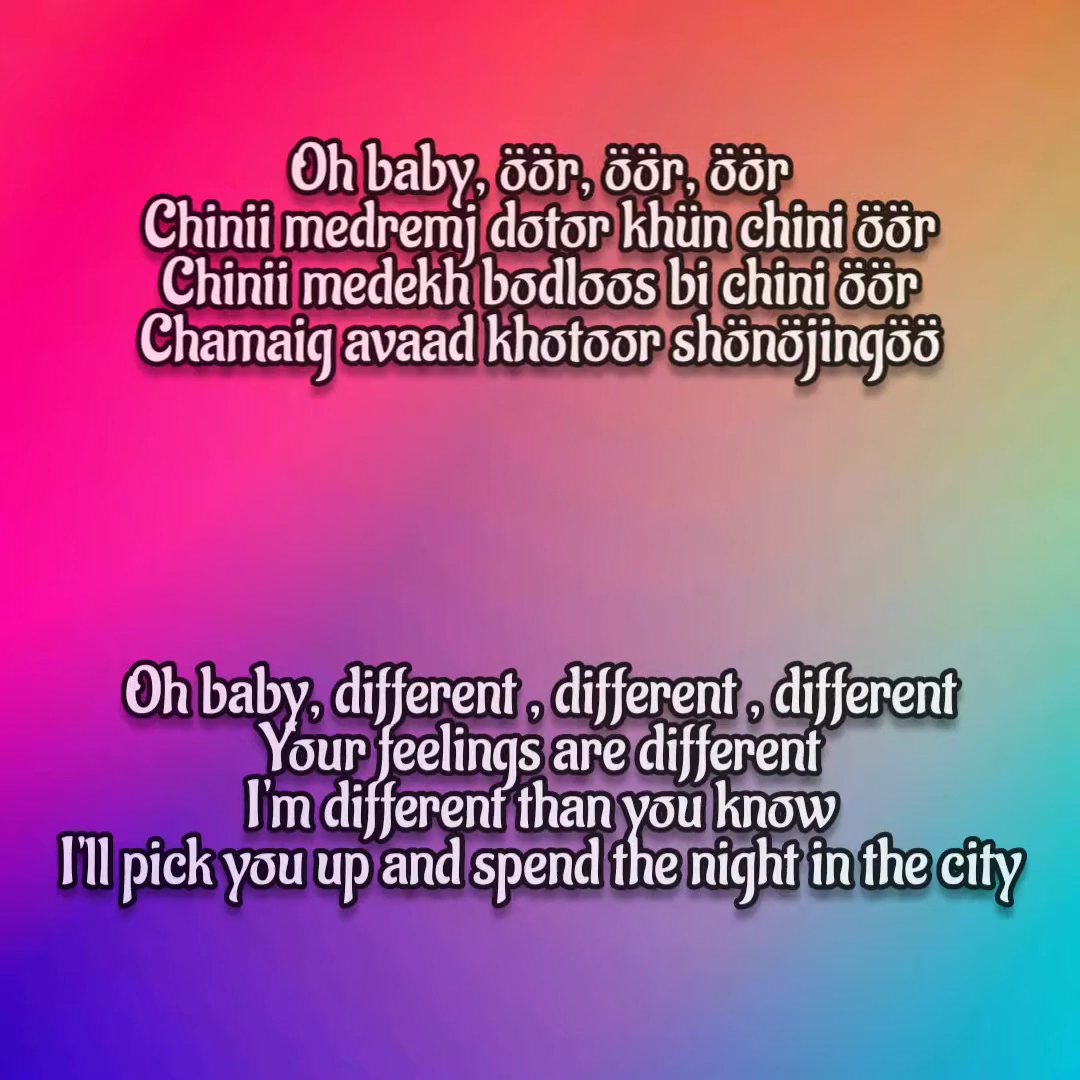 Oh baby, öör, öör, öör
Chinii medremj dotor khün chini öör
Chinii medekh bodloos bi chini öör
Chamaig avaad khotoor shönöjingöö
Oh baby, different , different , different
Your feelings are different
I'm different than you know
I'll pick you up and spend the night in the city